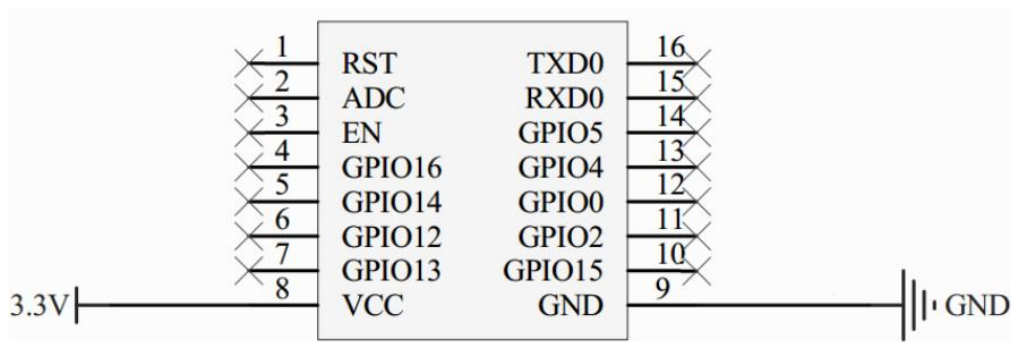 1 RST TXD0 16
2 ADC RXD0 15
3 EN GPIO5 14
4 GPIO16 GPIO4 13
5 GPIO14 GPIO0 12
6 GPIO12 GPIO2 11
7 GPIO13 GPIO15 10
3.3V 8 VCC GND 9 GND